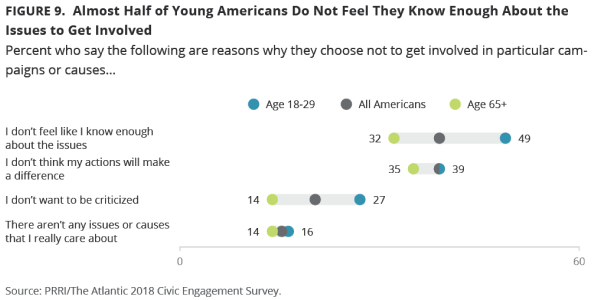 FIGURE 9. Almost Half of Young Americans Do Not Feel They Know Enough About the
Issues to Get Involved
Percent who say the following are reasons why they choose not to get involved in particular cam-
paigns or causes...
Age 18-29 All Americans Age 65+
I don't feel like I know enough
about the issues
32 49
I don't think my actions will make
a difference
35 39
I don't want to be criticized
14 27
There aren't any issues or causes
that I really care about
14 16
0 60
Source: PRRI/The Atlantic 2018 Civic Engagement Survey.